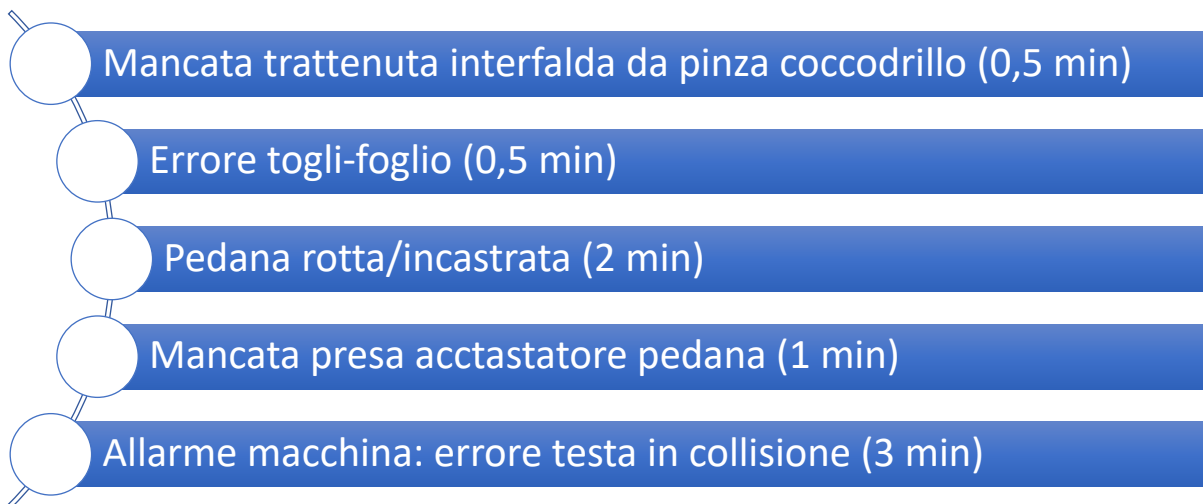 Mancata trattenuta interfalda da pinza coccodrillo (0,5 min)
Errore togli-foglio (0,5 min)
Pedana rotta/incastrata (2 min)
Mancata presa acctastatore pedana (1 min)
Allarme macchina: errore testa in collisione (3 min)